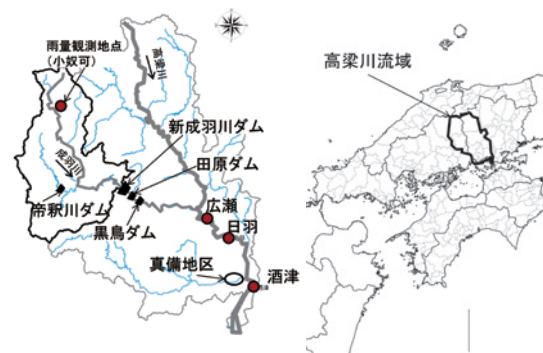 雨量観測地点
(小奴可)
高梁川
新成羽川ダム
成羽川
田原ダム
帝釈川ダム
黒鳥ダム
広瀬
日羽
真備地区
酒津
高梁川流域